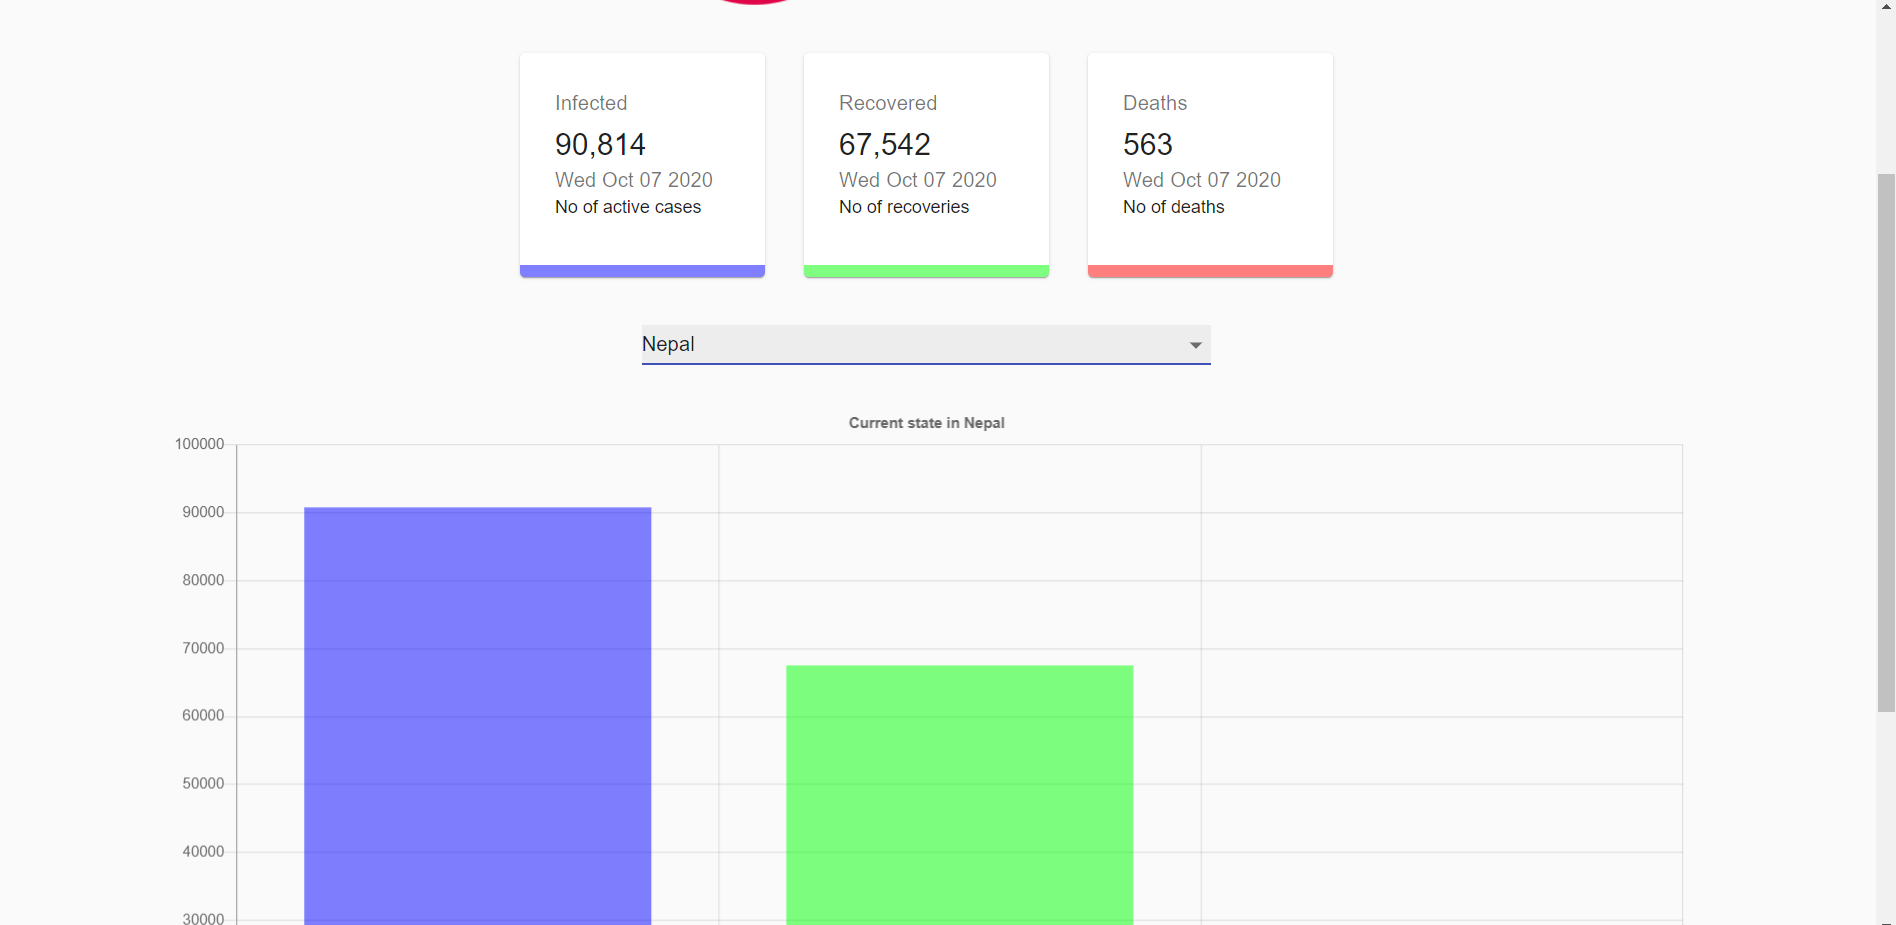 Infected
90,814
Wed Oct 07 2020
No of active cases
Recovered
67,542
Wed Oct 07 2020
No of recoveries
Deaths
563
Wed Oct 07 2020
No of deaths
Nepal
Current state in Nepal
100000
90000
80000
70000
60000
50000
40000
30000